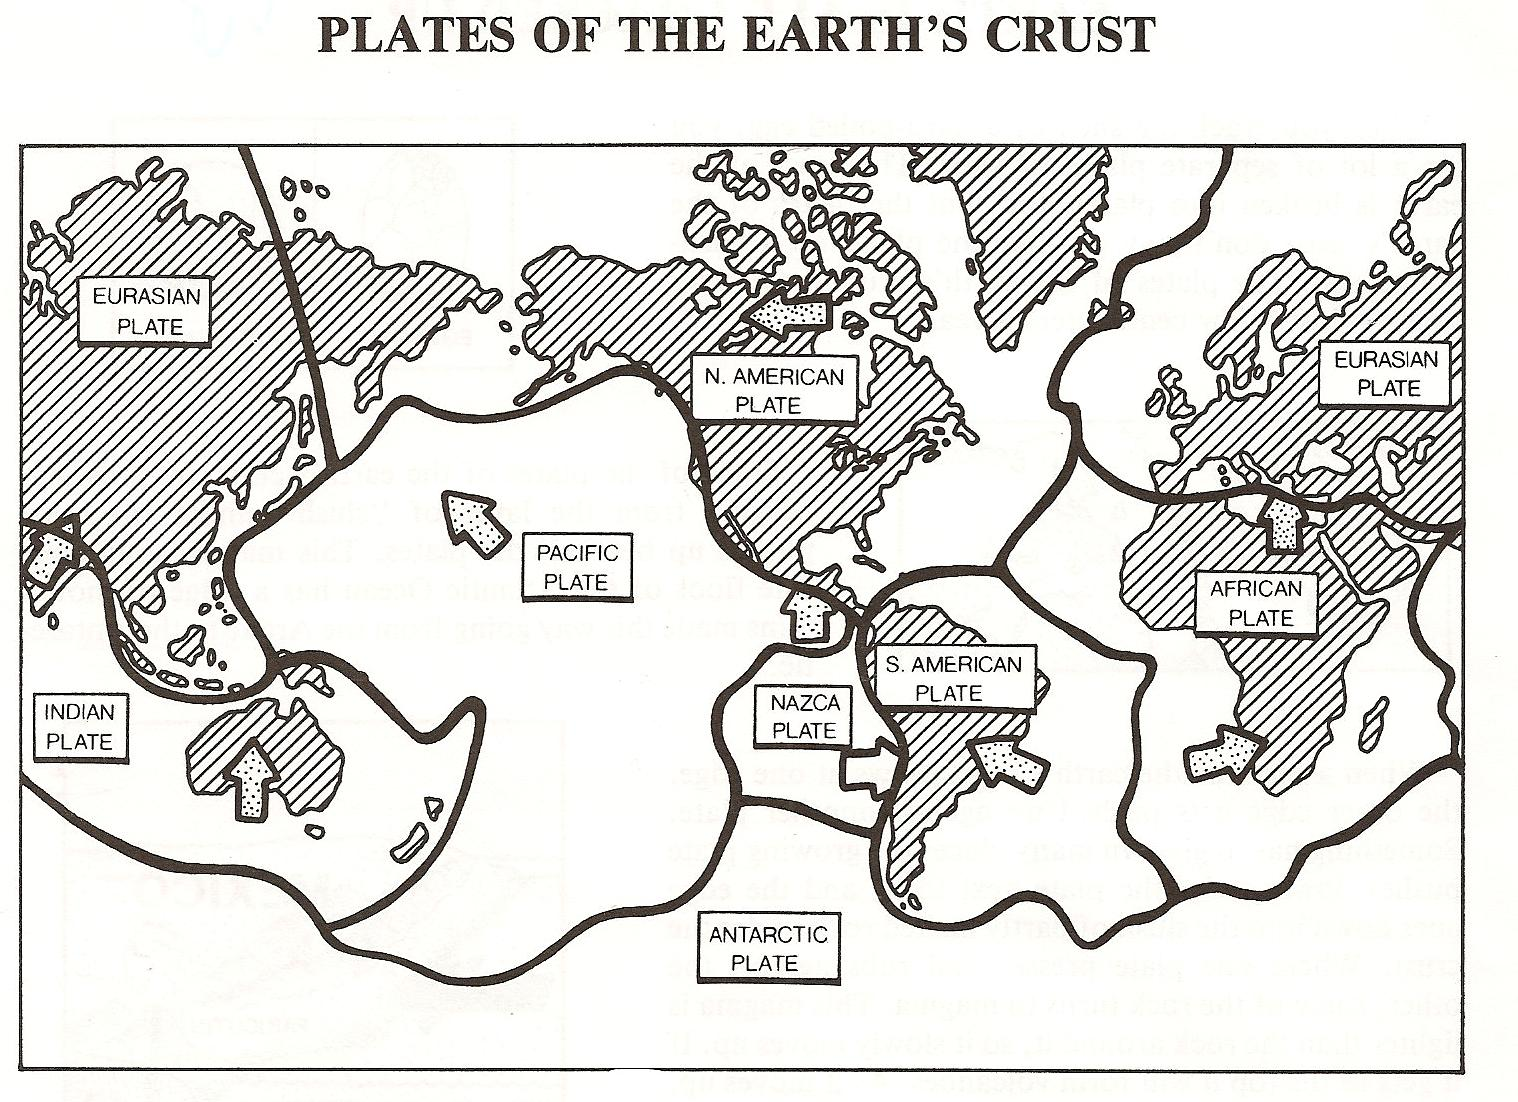 PLATES OF THE EARTH'S CRUST
EURASIAN
PLATE
N. AMERICAN
PLATE
EURASIAN
PLATE
PACIFIC
PLATE
AFRICAN
PLATE
S. AMERICAN
PLATE
INDIAN
PLATE
NAZCA
PLATE
ANTARCTIC
PLATE